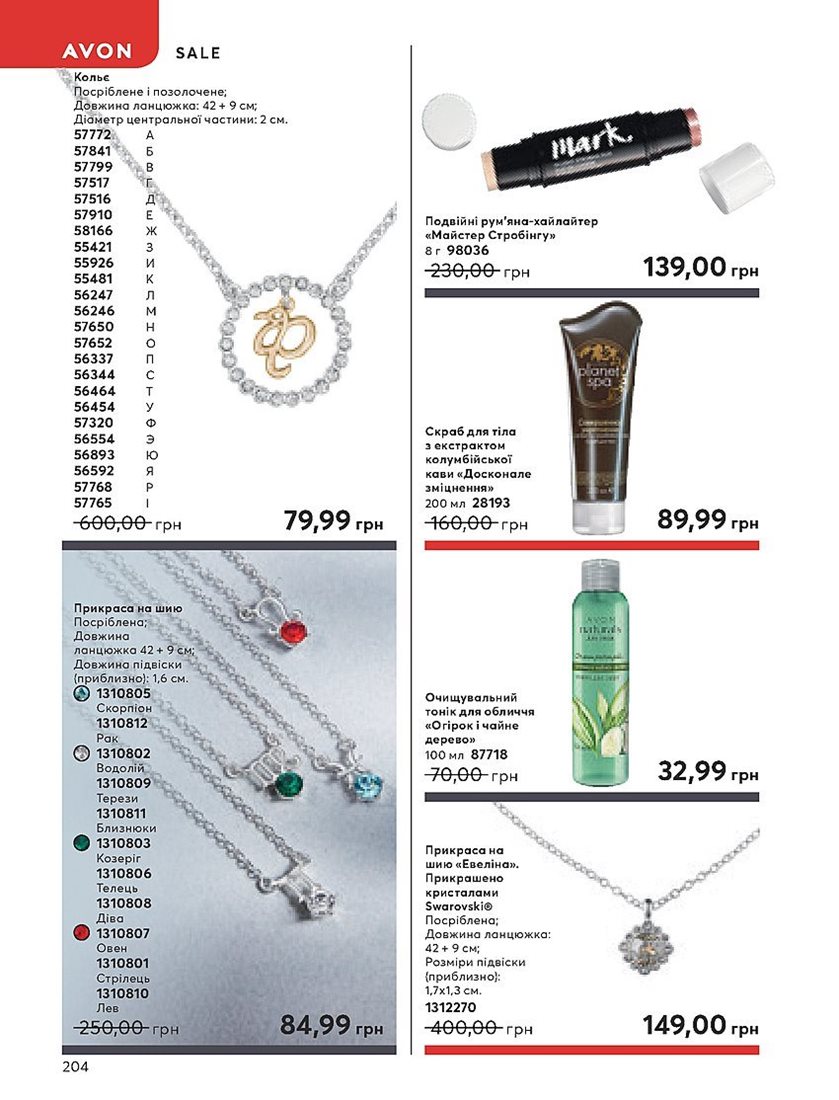 AVON SALE
Кольє
Посріблене і позолочене;
Довжина ланцюжка: 42 + 9 см;
Діаметр центральної частини: 2 см.
57772 А
57841 Б
57799 В
57517 Г
57516 Д
57910 Е
58166 Ж
55421 З
55926 И
55481 К
56247 Л
56246 М
57650 Н
57652 О
56337 П
56344 С
56464 Т
56454 У
57320 Ф
56554 Э
56893 Ю
56592 Я
57768 Р
57765 І
600,00 грн
79,99 грн
Прикраса на шию
Посріблена;
Довжина
ланцюжка 42 + 9 см;
Довжина підвіски
(приблизно): 1,6 см.
1310805
Скорпіон
1310812
Рак
1310802
Водолій
1310809
Терези
1310811
Близнюки
1310803
Козеріг
1310806
Телець
1310808
Діва
1310807
Овен
1310801
Стрілець
1310810
Лев
250,00 грн
84,99 грн
mark.
Подвійні рум'яна-хайлайтер
«Майстер Стробінгу»
8 г 98036
230,00 грн
139,00 грн
planet
spa
Скраб для тіла
з екстрактом
колумбійської
кави «Досконале
зміцнення»
200 мл 28193
160,00 грн
89,99 грн
AVON
naturals
Очищувальний
тонік для обличчя
«Огірок і чайне
дерево»
100 мл 87718
70,00 грн
32,99 грн
Прикраса на
шию «Евеліна».
Прикрашено
кристалами
Swarovski®
Посріблена;
Довжина ланцюжка:
42 + 9 см;
Розміри підвіски
(приблизно):
1,7х1,3 см.
1312270
400,00 грн
149,00 грн
204